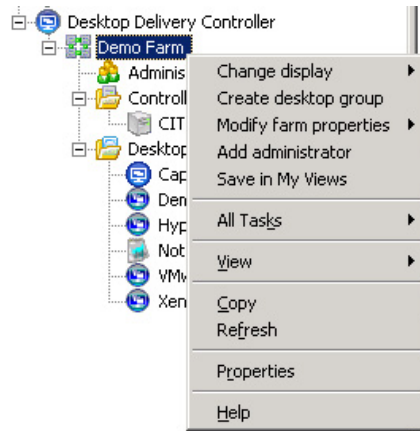 Desktop Delivery Controller
Demo Farm
Adminis
Controll
CIT
Desktop
Cap
Den
Hyp
Not
VMw
Xen
Change display
Create desktop group
Modify farm properties
Add administrator
Save in My Views
All Tasks
View
Copy
Refresh
Properties
Help